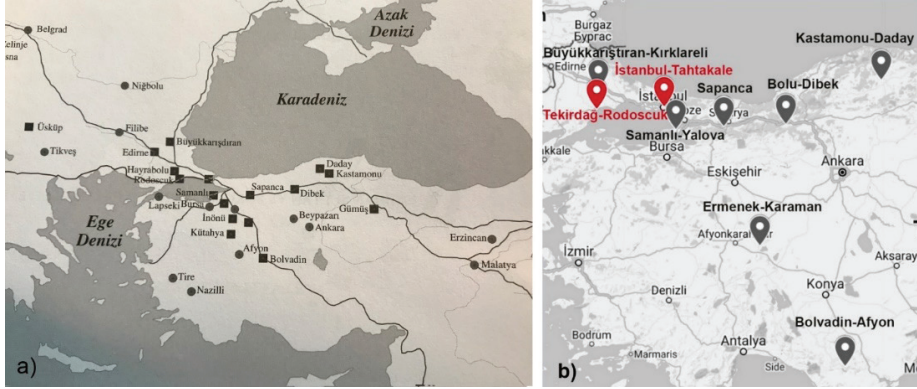 Azak
Denizi
Karadeniz
Belgrad
Niğbolu
Üsküp
Filibe
Tikveş
Edirne
Büyükkarışdıran
Hayrabolu
Rodoscuk
Samanlı
Lapseki
Bursa
İnönü
Kütahya
Sapanca
Dibek
Daday
Kastamonu
Gümüş
Beypazarı
Ankara
Afyon
Bolvadin
Erzincan
Malatya
Ege
Denizi
Tire
Nazilli
a)
Burgaz
Бургас
Edirne
Büyükkarıştıran-Kırklareli
İstanbul-Tahtakale
Kastamonu-Daday
Sapanca
Bolu-Dibek
Tekirdağ-Rodoscuk
Samanlı-Yalova
Bursa
Eskişehir
Ankara
Ermenek-Karaman
İzmir
Aksaray
Konya
Denizli
Bolvadin-Afyon
Bodrum
Marmaris
Antalya
Side
b)